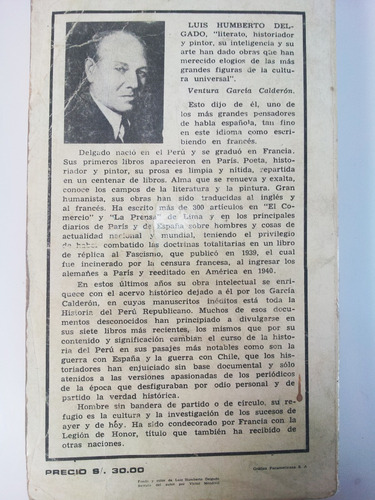 LUIS HUMBERTO DEL-
GADO, "literato, historiador
y pintor, su inteligencia y su
arte han dado obras que han
merecido elogios de las más
grandes figuras de la cultu-
ra universal".
Ventura García Calderón.
Esto dijo de él, uno de
los más grandes pensadores
de habla española, tan fino
en este idioma como escri-
biendo en francés.
Delgado nació en el Perú y se graduó en Francia.
Sus primeros libros aparecieron en París. Poeta, histo-
riador y pintor, su prosa es limpia y nítida, repartida
en un centenar de libros. Alma que se renueva y exalta,
conoce los campos de la literatura y la pintura. Gran
humanista, sus obras han sido traducidas al inglés y
al francés. Ha escrito más de 300 artículos en "El Co-
mercio" y "La Prensa" de Lima y en los principales
diarios de París y de España sobre hombres y cosas de
actualidad nacional y mundial, teniendo el privilegio
de haber combatido las doctrinas totalitarias en un libro
de réplica al Fascismo, que publicó en 1939, el cual
fue incinerado por la censura francesa, al ingresar los
alemañes a París y reeditado en América en 1940.
En estos últimos años su obra intelectual se enri-
quece con el acervo histórico dejado a él por los García
Calderón, en cuyos manuscritos inéditos está toda la
Historia del Perú Republicano. Muchos de esos docu-
mentos desconocidos han principiado a divulgarse en
sus siete libros más recientes, los mismos que por su
contenido y significación cambian el curso de la histo-
ria del Perú en sus pasajes más notables como son la
guerra con España y la guerra con Chile, que los his-
toriadores han enjuiciado sin base documental y sólo
atenidos a las versiones apasionadas de los periódicos
de la época que desfiguraban por odio personal y de
partido la verdad histórica.
Hombre sin bandera de partido o de círculo, su re-
fugio es la cultura y la investigación de los sucesos de
ayer y de hoy. Ha sido condecorado por Francia con la
Legión de Honor, título que también ha recibido de
otras naciones.
PRECIO S/. 30.00